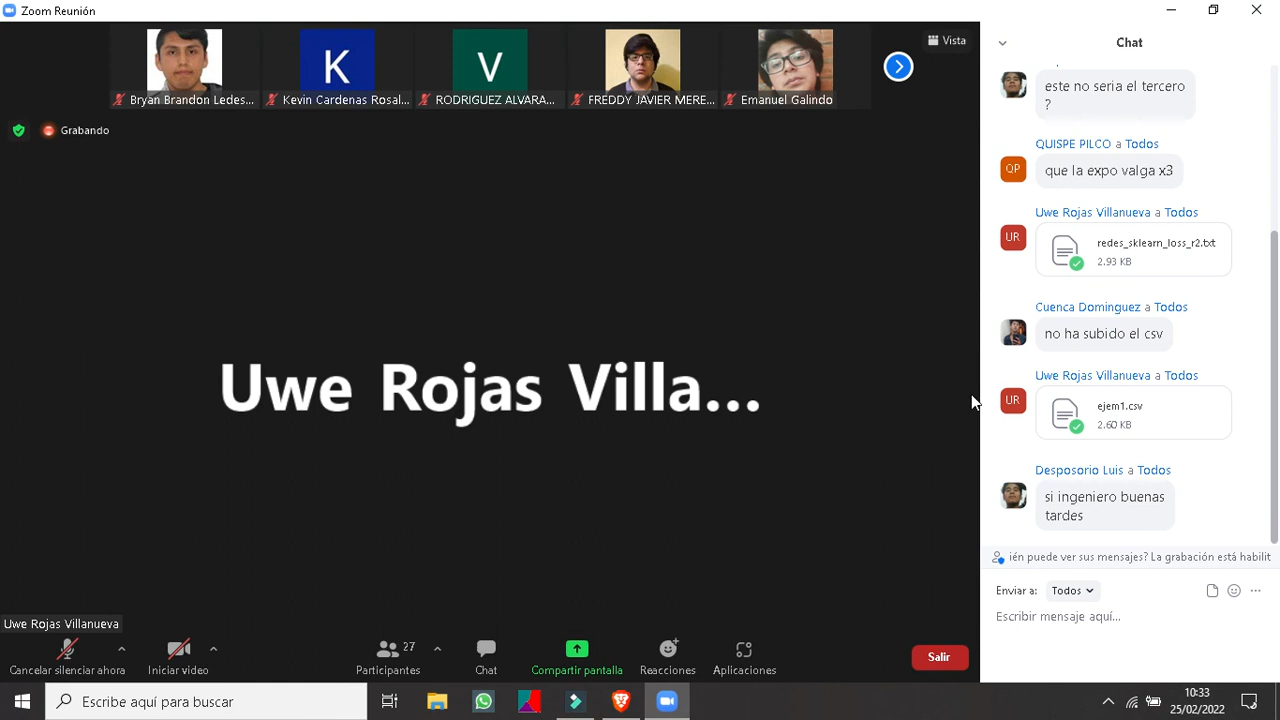 Zoom Reunión
Vista
K
V
Bryan Brandon Ledes...
Kevin Cardenas Rosal...
RODRIGUEZ ALVARA...
FREDDY JAVIER MERE...
Emanuel Galindo
Grabando
Uwe Rojas Villa...
Uwe Rojas Villanueva
Cancelar silenciar ahora
Iniciar video
27
Participantes
Chat
Compartir pantalla
Reacciones
Aplicaciones
Salir
Chat
este no seria el tercero
?
QUISPE PILCO a Todos
QP
que la expo valga x3
Uwe Rojas Villanueva a Todos
UR
redes_sklearn_loss_r2.txt
2.93 KB
Cuenca Dominguez a Todos
no ha subido el csv
Uwe Rojas Villanueva a Todos
UR
ejem1.csv
2.60 KB
Desposorio Luis a Todos
si ingeniero buenas
tardes
ién puede ver sus mensajes? La grabación está habilit
Enviar a: Todos
Escribir mensaje aquí...
Escribe aquí para buscar
10:33
25/02/2022